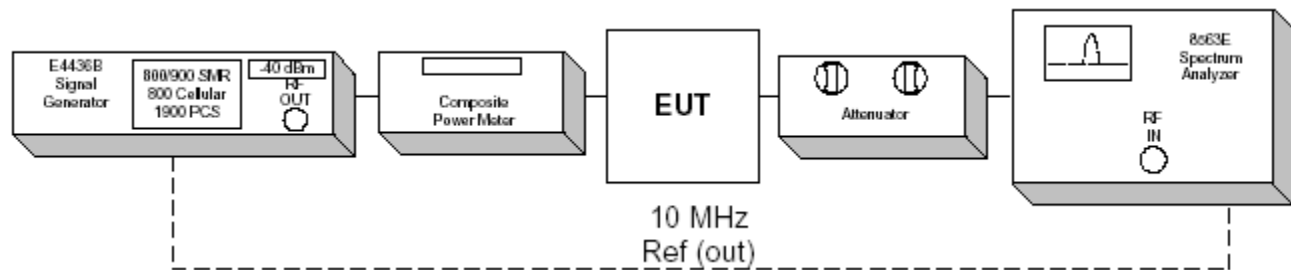 E4436B
Signal
Generator
800/900 SMR
800 Cellular
1900 PCS
-40 dBm
RF
OUT
Composite
Power Meter
EUT
Attenuator
8563E
Spectrum
Analyzer
RF
IN
10 MHz
Ref (out)